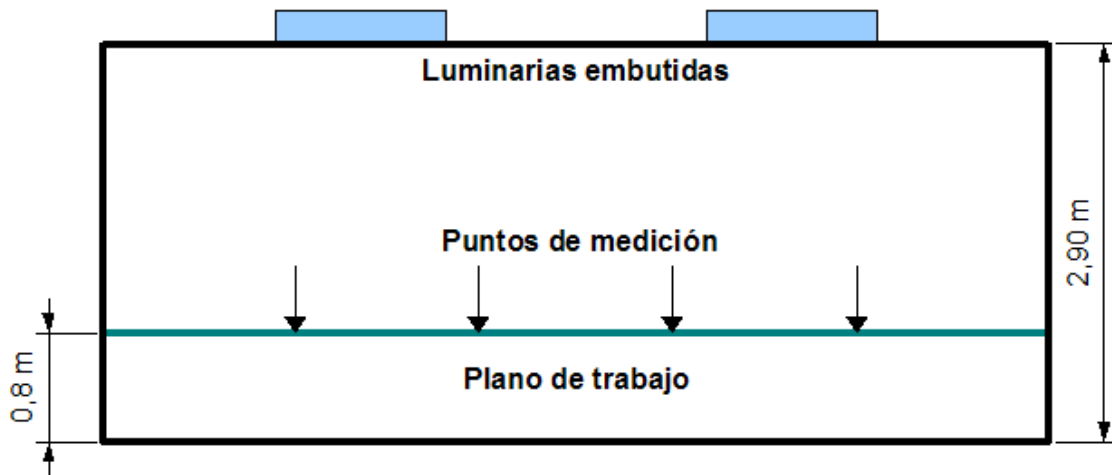 Luminarias embutidas
Puntos de medición
2,90 m
0,8 m
Plano de trabajo